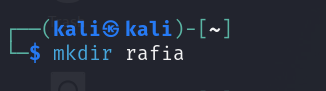 ┌──(kali㉿kali)-[~]
└─$ mkdir rafia